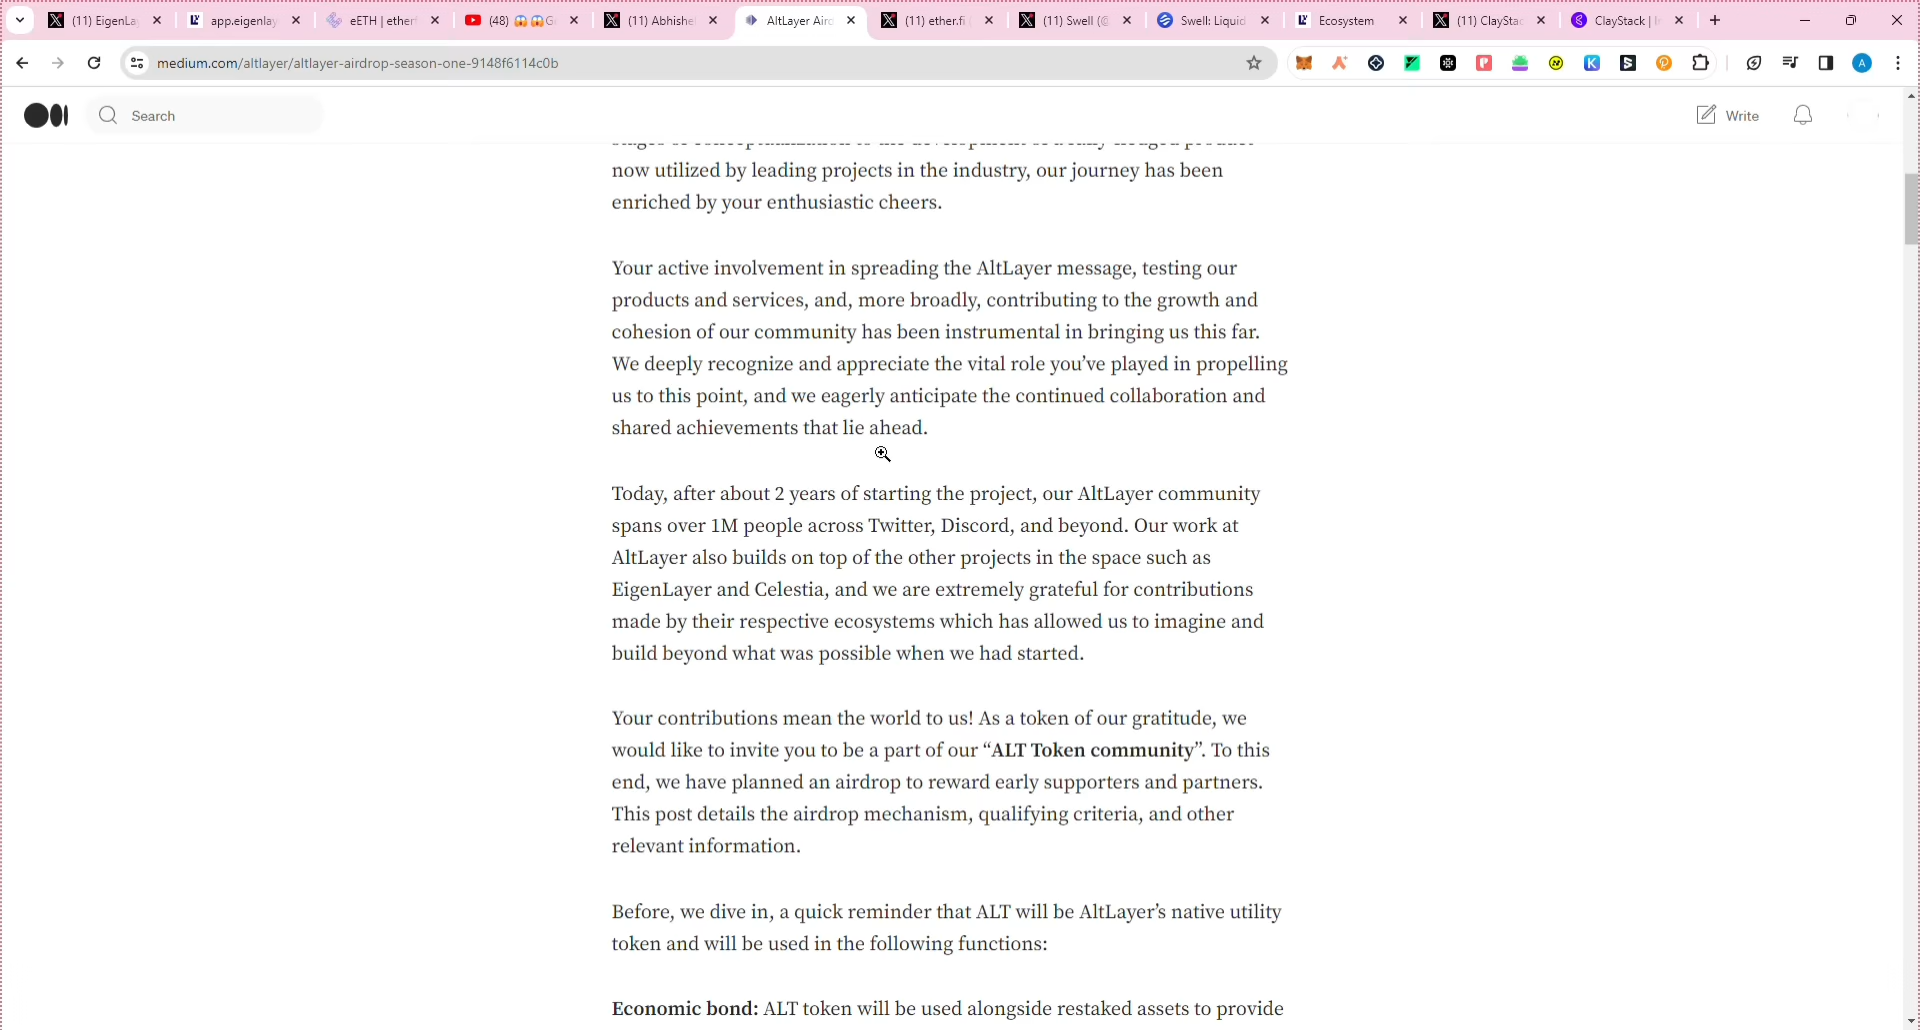 (11) EigenLa
app.eigenlay
eETH | ether
(48)
(11) Abhishe
AltLayer Air
(11) ether.fi
(11) Swell (@
Swell: Liquid
Ecosystem
(11) ClaySta
ClayStack |
medium.com/altlayer/altlayer-airdrop-season-one-9148f6114c0b
A
Search
Write
now utilized by leading projects in the industry, our journey has been
enriched by your enthusiastic cheers.
Your active involvement in spreading the AltLayer message, testing our
products and services, and, more broadly, contributing to the growth and
cohesion of our community has been instrumental in bringing us this far.
We deeply recognize and appreciate the vital role you’ve played in propelling
us to this point, and we eagerly anticipate the continued collaboration and
shared achievements that lie ahead.
Today, after about 2 years of starting the project, our AltLayer community
spans over 1M people across Twitter, Discord, and beyond. Our work at
AltLayer also builds on top of the other projects in the space such as
EigenLayer and Celestia, and we are extremely grateful for contributions
made by their respective ecosystems which has allowed us to imagine and
build beyond what was possible when we had started.
Your contributions mean the world to us! As a token of our gratitude, we
would like to invite you to be a part of our “ALT Token community”. To this
end, we have planned an airdrop to reward early supporters and partners.
This post details the airdrop mechanism, qualifying criteria, and other
relevant information.
Before, we dive in, a quick reminder that ALT will be AltLayer’s native utility
token and will be used in the following functions:
Economic bond: ALT token will be used alongside restaked assets to provide